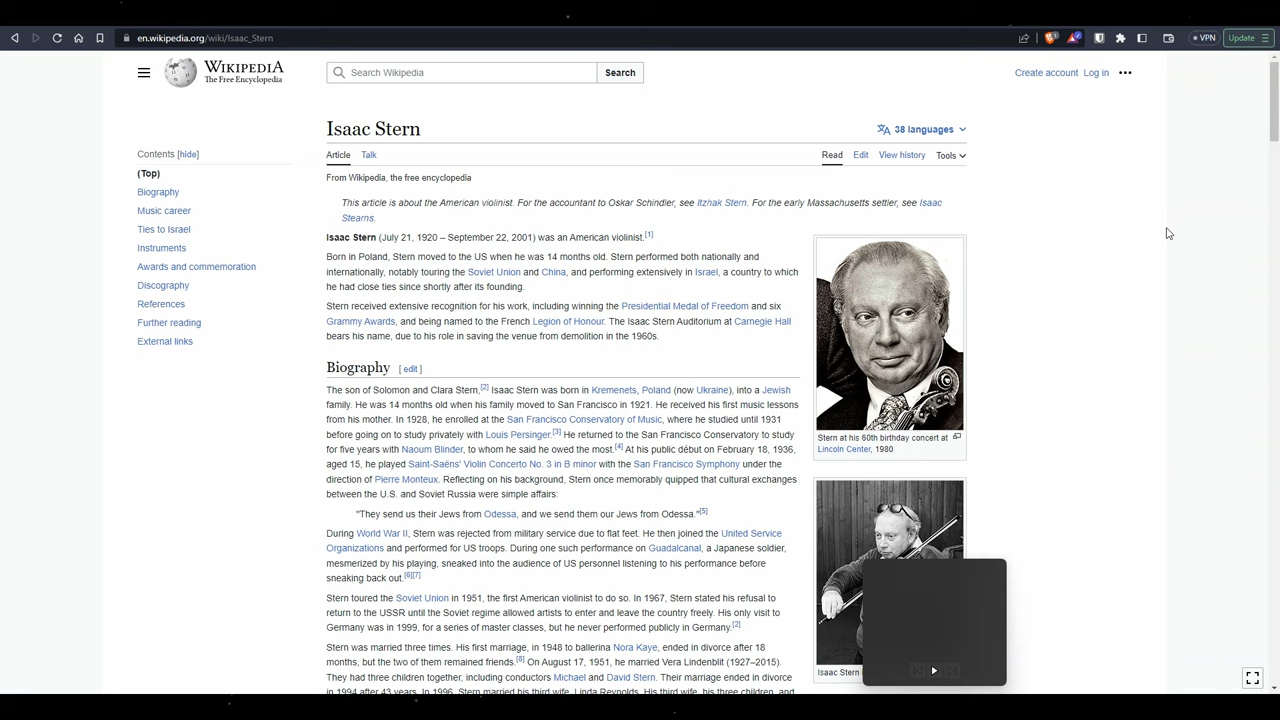 en.wikipedia.org/wiki/Isaac_Stern
VPN
Update
WIKIPEDIA
The Free Encyclopedia
Search Wikipedia
Search
Create account Log in
Isaac Stern
38 languages
Contents [hide]
(Top)
Biography
Music career
Ties to Israel
Instruments
Awards and commemoration
Discography
References
Further reading
External links
Article Talk
Read Edit View history Tools
From Wikipedia, the free encyclopedia
This article is about the American violinist. For the accountant to Oskar Schindler, see Itzhak Stern. For the early Massachusetts settler, see Isaac
Stearns.
Isaac Stern (July 21, 1920 – September 22, 2001) was an American violinist.[1]
Born in Poland, Stern moved to the US when he was 14 months old. Stern performed both nationally and
internationally, notably touring the Soviet Union and China, and performing extensively in Israel, a country to which
he had close ties since shortly after its founding.
Stern received extensive recognition for his work, including winning the Presidential Medal of Freedom and six
Grammy Awards, and being named to the French Legion of Honour. The Isaac Stern Auditorium at Carnegie Hall
bears his name, due to his role in saving the venue from demolition in the 1960s.
Biography [ edit ]
The son of Solomon and Clara Stern,[2] Isaac Stern was born in Kremenets, Poland (now Ukraine), into a Jewish
family. He was 14 months old when his family moved to San Francisco in 1921. He received his first music lessons
from his mother. In 1928, he enrolled at the San Francisco Conservatory of Music, where he studied until 1931
before going on to study privately with Louis Persinger.[3] He returned to the San Francisco Conservatory to study
for five years with Naoum Blinder, to whom he said he owed the most.[4] At his public début on February 18, 1936,
aged 15, he played Saint-Saëns' Violin Concerto No. 3 in B minor with the San Francisco Symphony under the
direction of Pierre Monteux. Reflecting on his background, Stern once memorably quipped that cultural exchanges
between the U.S. and Soviet Russia were simple affairs:
"They send us their Jews from Odessa, and we send them our Jews from Odessa."[5]
During World War II, Stern was rejected from military service due to flat feet. He then joined the United Service
Organizations and performed for US troops. During one such performance on Guadalcanal, a Japanese soldier,
mesmerized by his playing, sneaked into the audience of US personnel listening to his performance before
sneaking back out.[6][7]
Stern toured the Soviet Union in 1951, the first American violinist to do so. In 1967, Stern stated his refusal to
return to the USSR until the Soviet regime allowed artists to enter and leave the country freely. His only visit to
Germany was in 1999, for a series of master classes, but he never performed publicly in Germany.[2]
Stern was married three times. His first marriage, in 1948 to ballerina Nora Kaye, ended in divorce after 18
months, but the two of them remained friends.[8] On August 17, 1951, he married Vera Lindenblit (1927–2015).
They had three children together, including conductors Michael and David Stern. Their marriage ended in divorce
in 1994 after 43 years. In 1996, Stern married his third wife, Linda Reynolds. His third wife, his three children, and
Stern at his 60th birthday concert at
Lincoln Center, 1980
Isaac Stern